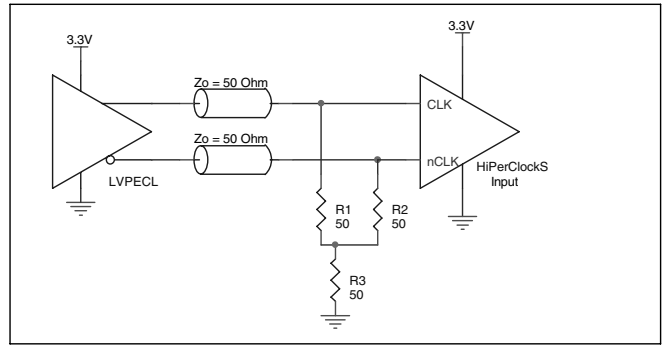 3.3V
3.3V
Zo = 50 Ohm
CLK
Zo = 50 Ohm
nCLK
HiPerClockS
Input
LVPECL
R1
50
R2
50
R3
50